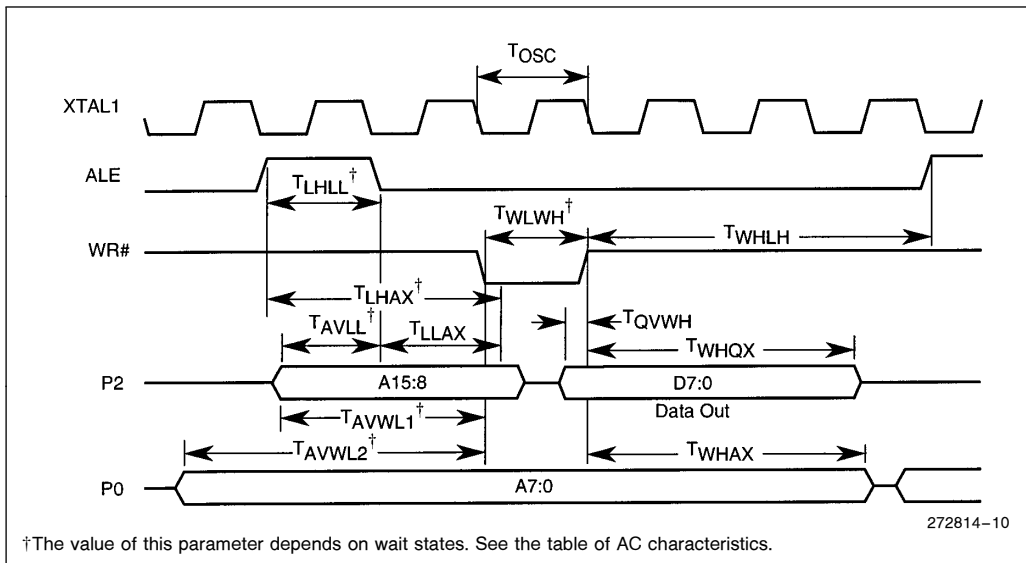 TOSC
XTAL1
ALE
TLHLL†
TWLWH†
TWHLH
WR#
TLHAX†
TAVLL†
TLLAX
TQVWH
TWHQX
P2
A15:8
D7:0
Data Out
TAVWL1†
TAVWL2†
TWHAX
P0
A7:0
272814–10
†The value of this parameter depends on wait states. See the table of AC characteristics.